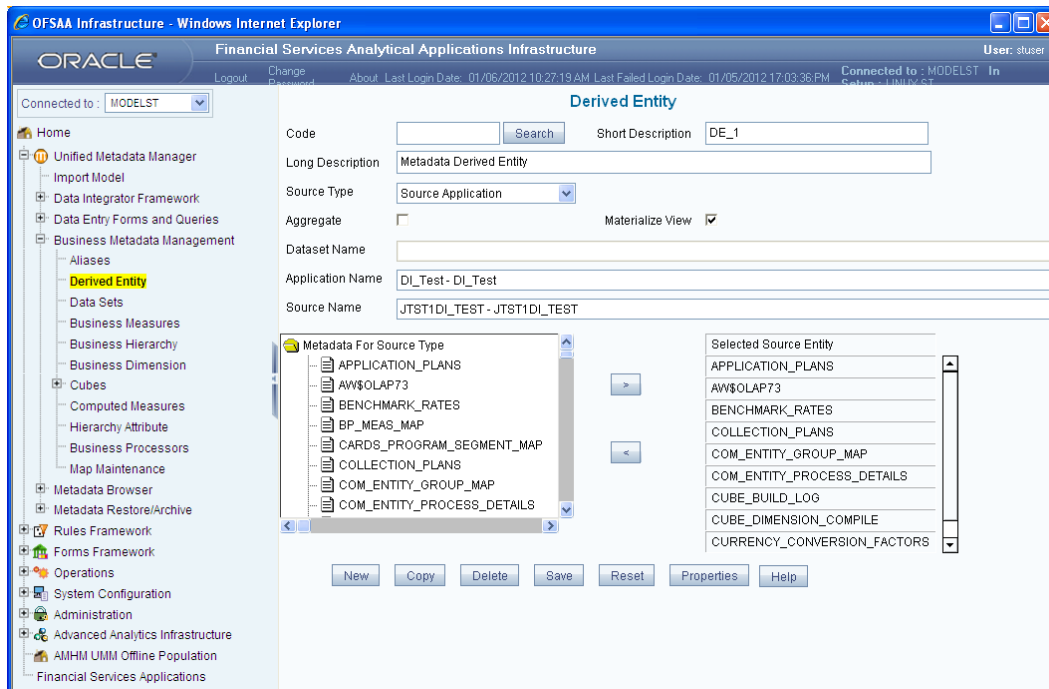 OFSAA Infrastructure - Windows Internet Explorer
ORACLE
Financial Services Analytical Applications Infrastructure
User: stuser
Logout
Change Password
About
Last Login Date: 01/06/2012 10:27:19 AM
Last Failed Login Date: 01/05/2012 17:03:36:PM
Connected to : MODELST In
Setup : LINUX ST
Connected to : MODELST
Home
Unified Metadata Manager
Import Model
Data Integrator Framework
Data Entry Forms and Queries
Business Metadata Management
Aliases
Derived Entity
Data Sets
Business Measures
Business Hierarchy
Business Dimension
Cubes
Computed Measures
Hierarchy Attribute
Business Processors
Map Maintenance
Metadata Browser
Metadata Restore/Archive
Rules Framework
Forms Framework
Operations
System Configuration
Administration
Advanced Analytics Infrastructure
AMHM UMM Offline Population
Financial Services Applications
Derived Entity
Code
Search
Short Description DE_1
Long Description Metadata Derived Entity
Source Type Source Application
Aggregate
Materialize View
Dataset Name
Application Name DI_Test - DI_Test
Source Name JTST1DI_TEST - JTST1DI_TEST
Metadata For Source Type
APPLICATION_PLANS
AW$OLAP73
BENCHMARK_RATES
BP_MEAS_MAP
CARDS_PROGRAM_SEGMENT_MAP
COLLECTION_PLANS
COM_ENTITY_GROUP_MAP
COM_ENTITY_PROCESS_DETAILS
>
<
Selected Source Entity
APPLICATION_PLANS
AW$OLAP73
BENCHMARK_RATES
COLLECTION_PLANS
COM_ENTITY_GROUP_MAP
COM_ENTITY_PROCESS_DETAILS
CUBE_BUILD_LOG
CUBE_DIMENSION_COMPILE
CURRENCY_CONVERSION_FACTORS
New
Copy
Delete
Save
Reset
Properties
Help